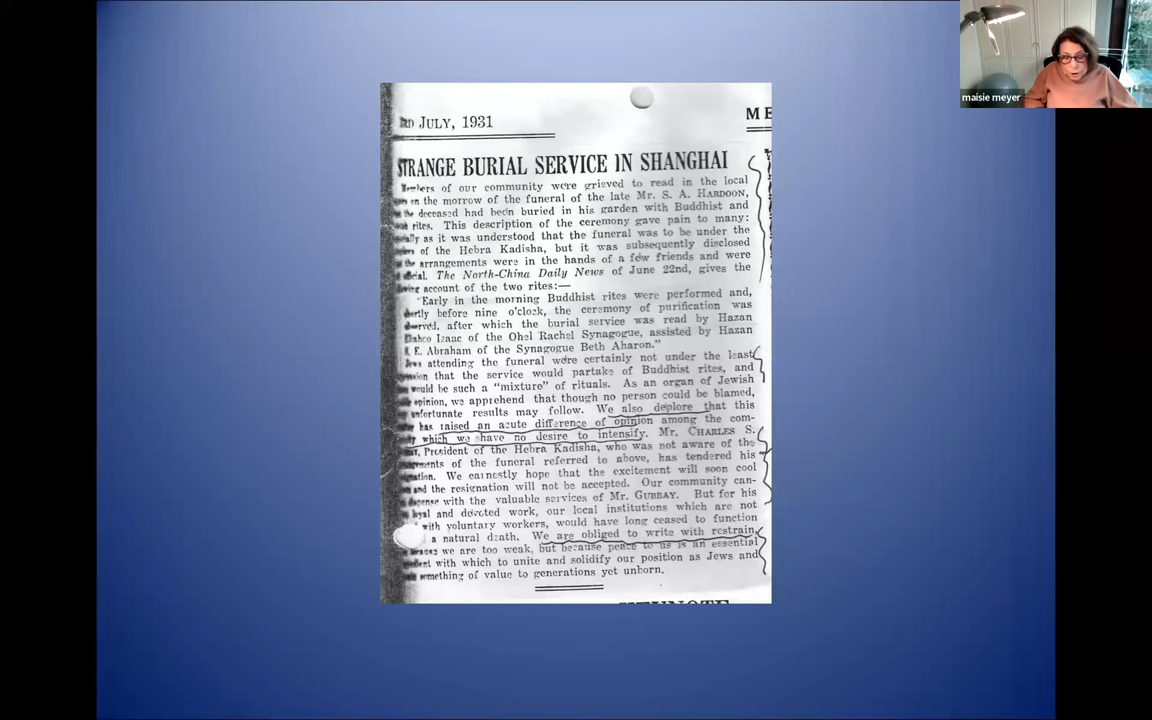 JULY, 1931
ME
STRANGE BURIAL SERVICE IN SHANGHAI
Members of our community were grieved to read in the local
on the morrow of the funeral of the late Mr. S. A. HARDOON,
the deceased had been buried in his garden with Buddhist and
rites. This description of the ceremony gave pain to many:
as it was understood that the funeral was to be under the
of the Hebra Kadisha, but it was subsequently disclosed
the arrangements were in the hands of a few friends and were
The North-China Daily News of June 22nd, gives the
account of the two rites:—
"Early in the morning Buddhist rites were performed and,
shortly before nine o'clock, the ceremony of purification was
observed, after which the burial service was read by Hazan
Izaac of the Ohel Rachel Synagogue, assisted by Hazan
E. Abraham of the Synagogue Beth Aharon."
Jews attending the funeral were certainly not under the least
that the service would partake of Buddhist rites, and
would be such a "mixture" of rituals. As an organ of Jewish
opinion, we apprehend that though no person could be blamed,
unfortunate results may follow. We also deplore that this
has raised an acute difference of opinion among the com-
which we have no desire to intensify. Mr. CHARLES S.
President of the Hebra Kadisha, who was not aware of the
of the funeral referred to above, has tendered his
We earnestly hope that the excitement will soon cool
and the resignation will not be accepted. Our community can-
with the valuable services of Mr. GUBBAY. But for his
loyal and devoted work, our local institutions which are not
with voluntary workers, would have long ceased to function
a natural death. We are obliged to write with restrain,
we are too weak, but because peace to us is an essential
with which to unite and solidify our position as Jews and
something of value to generations yet unborn.
maisie meyer